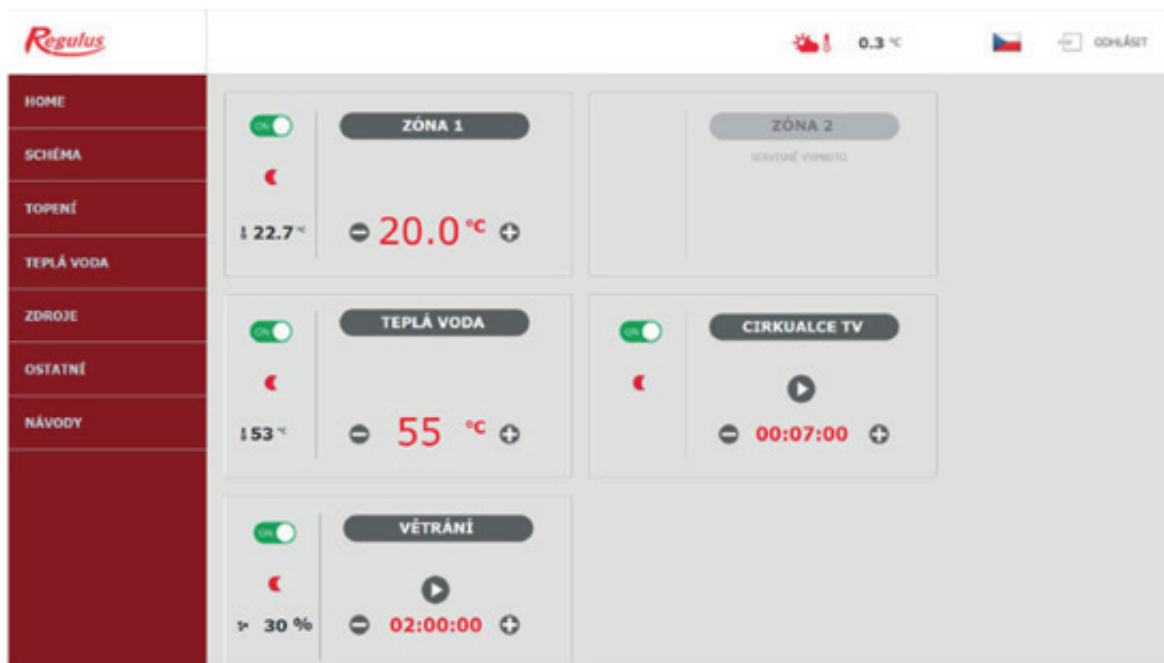 Regulus
0.3 °C
ODHLÁSIT
HOME
SCHÉMA
TOPENÍ
TEPLÁ VODA
ZDROJE
OSTATNÍ
NÁVODY
ON
ZÓNA 1
22.7 °C
20.0 °C
ZÓNA 2
SERVISNĚ VYPNUTO
ON
TEPLÁ VODA
53 °C
55 °C
ON
CIRKUALCE TV
00:07:00
ON
VĚTRÁNÍ
30 %
02:00:00